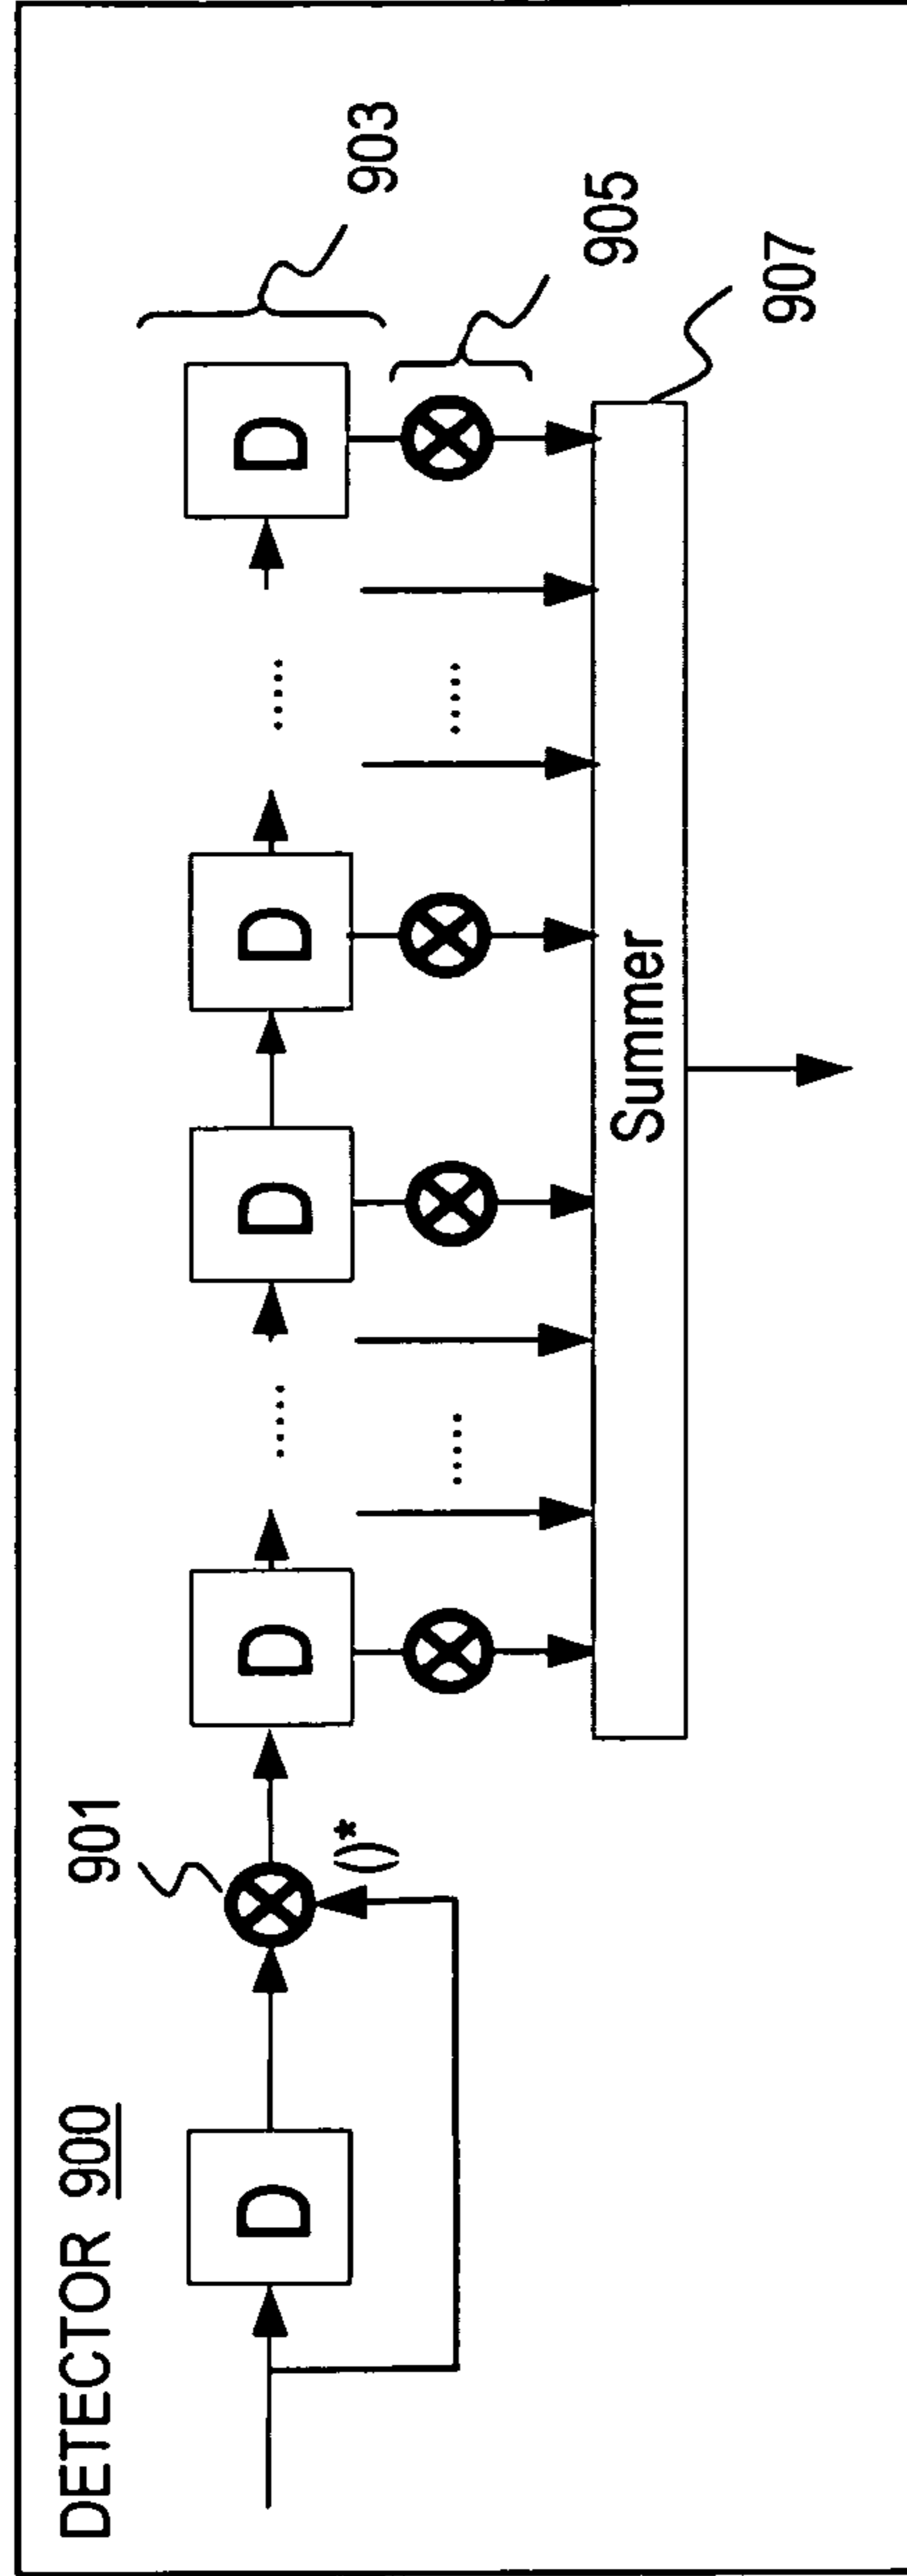 DETECTOR 900
901
903
D
D
D
D
D
()*
.....
.....
.....
.....
905
Summer
907